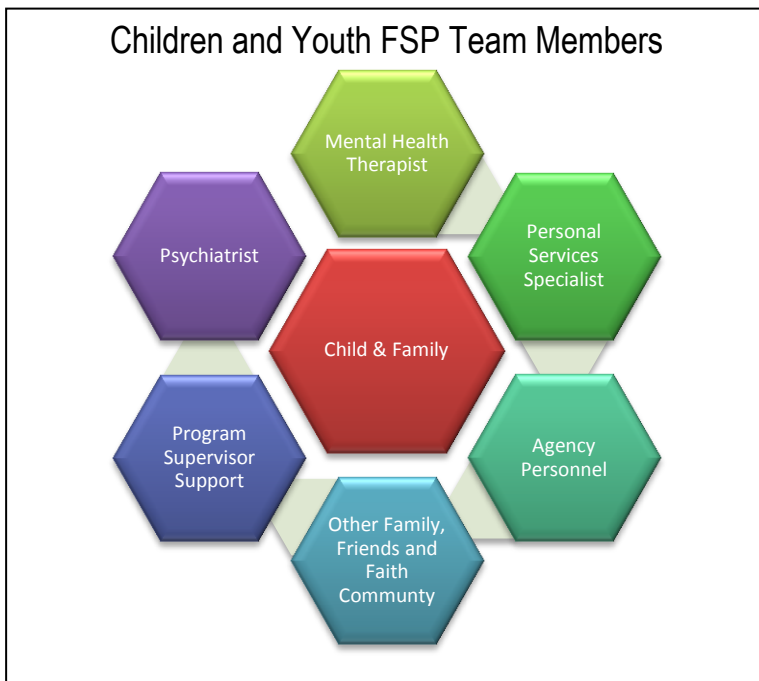 Children and Youth FSP Team Members
Mental Health
Therapist
Personal
Services
Specialist
Psychiatrist
Child & Family
Program
Supervisor
Support
Agency
Personnel
Other Family,
Friends and
Faith
Communty